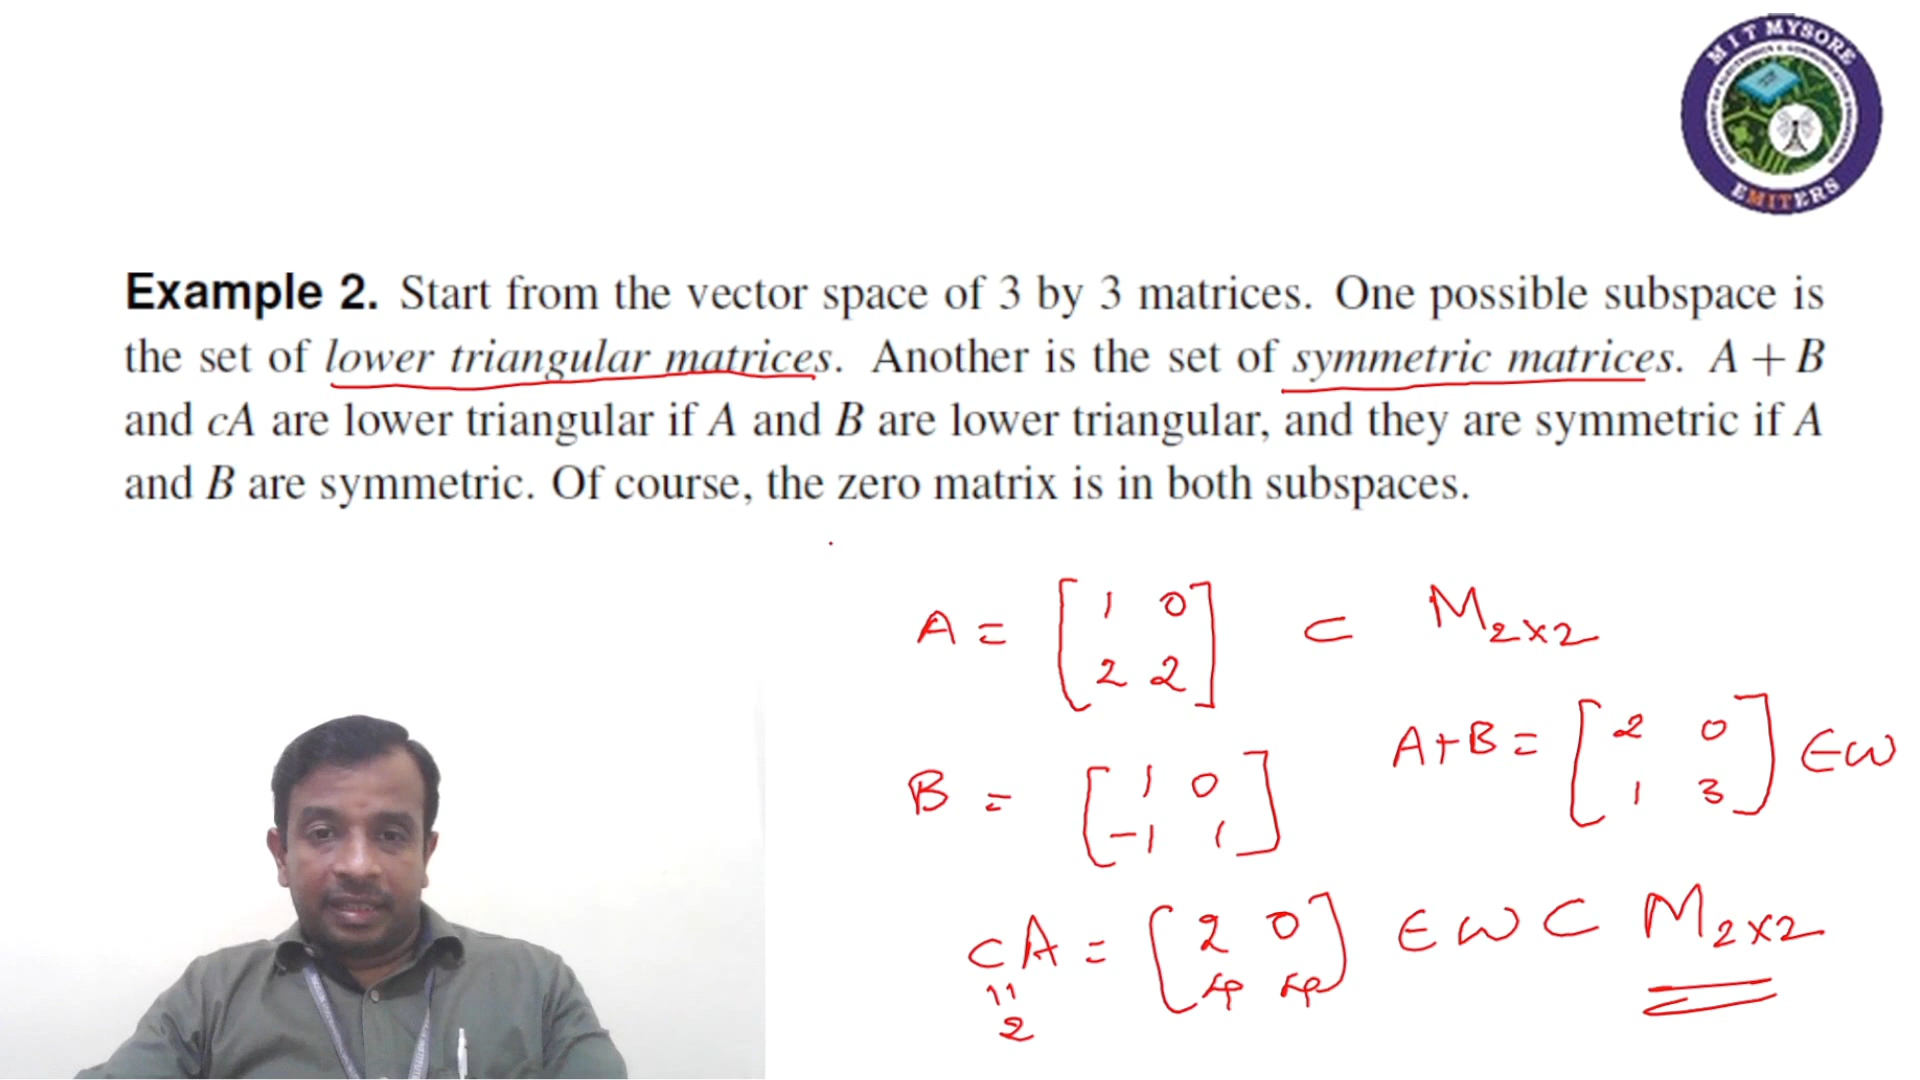 MIT MYSORE
EMITERS
Example 2. Start from the vector space of 3 by 3 matrices. One possible subspace is
the set of lower triangular matrices. Another is the set of symmetric matrices. A + B
and cA are lower triangular if A and B are lower triangular, and they are symmetric if A
and B are symmetric. Of course, the zero matrix is in both subspaces.
A = [1 0
2 2] ⊂ M2×2
B = [1 0
-1 1]
A+B = [2 0
1 3] ∈ W
cA = [2 0
4 4] ∈ W ⊂ M2×2
11
2